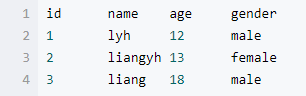 1 id name age gender
2 1 lyh 12 male
3 2 liangyh 13 female
4 3 liang 18 male